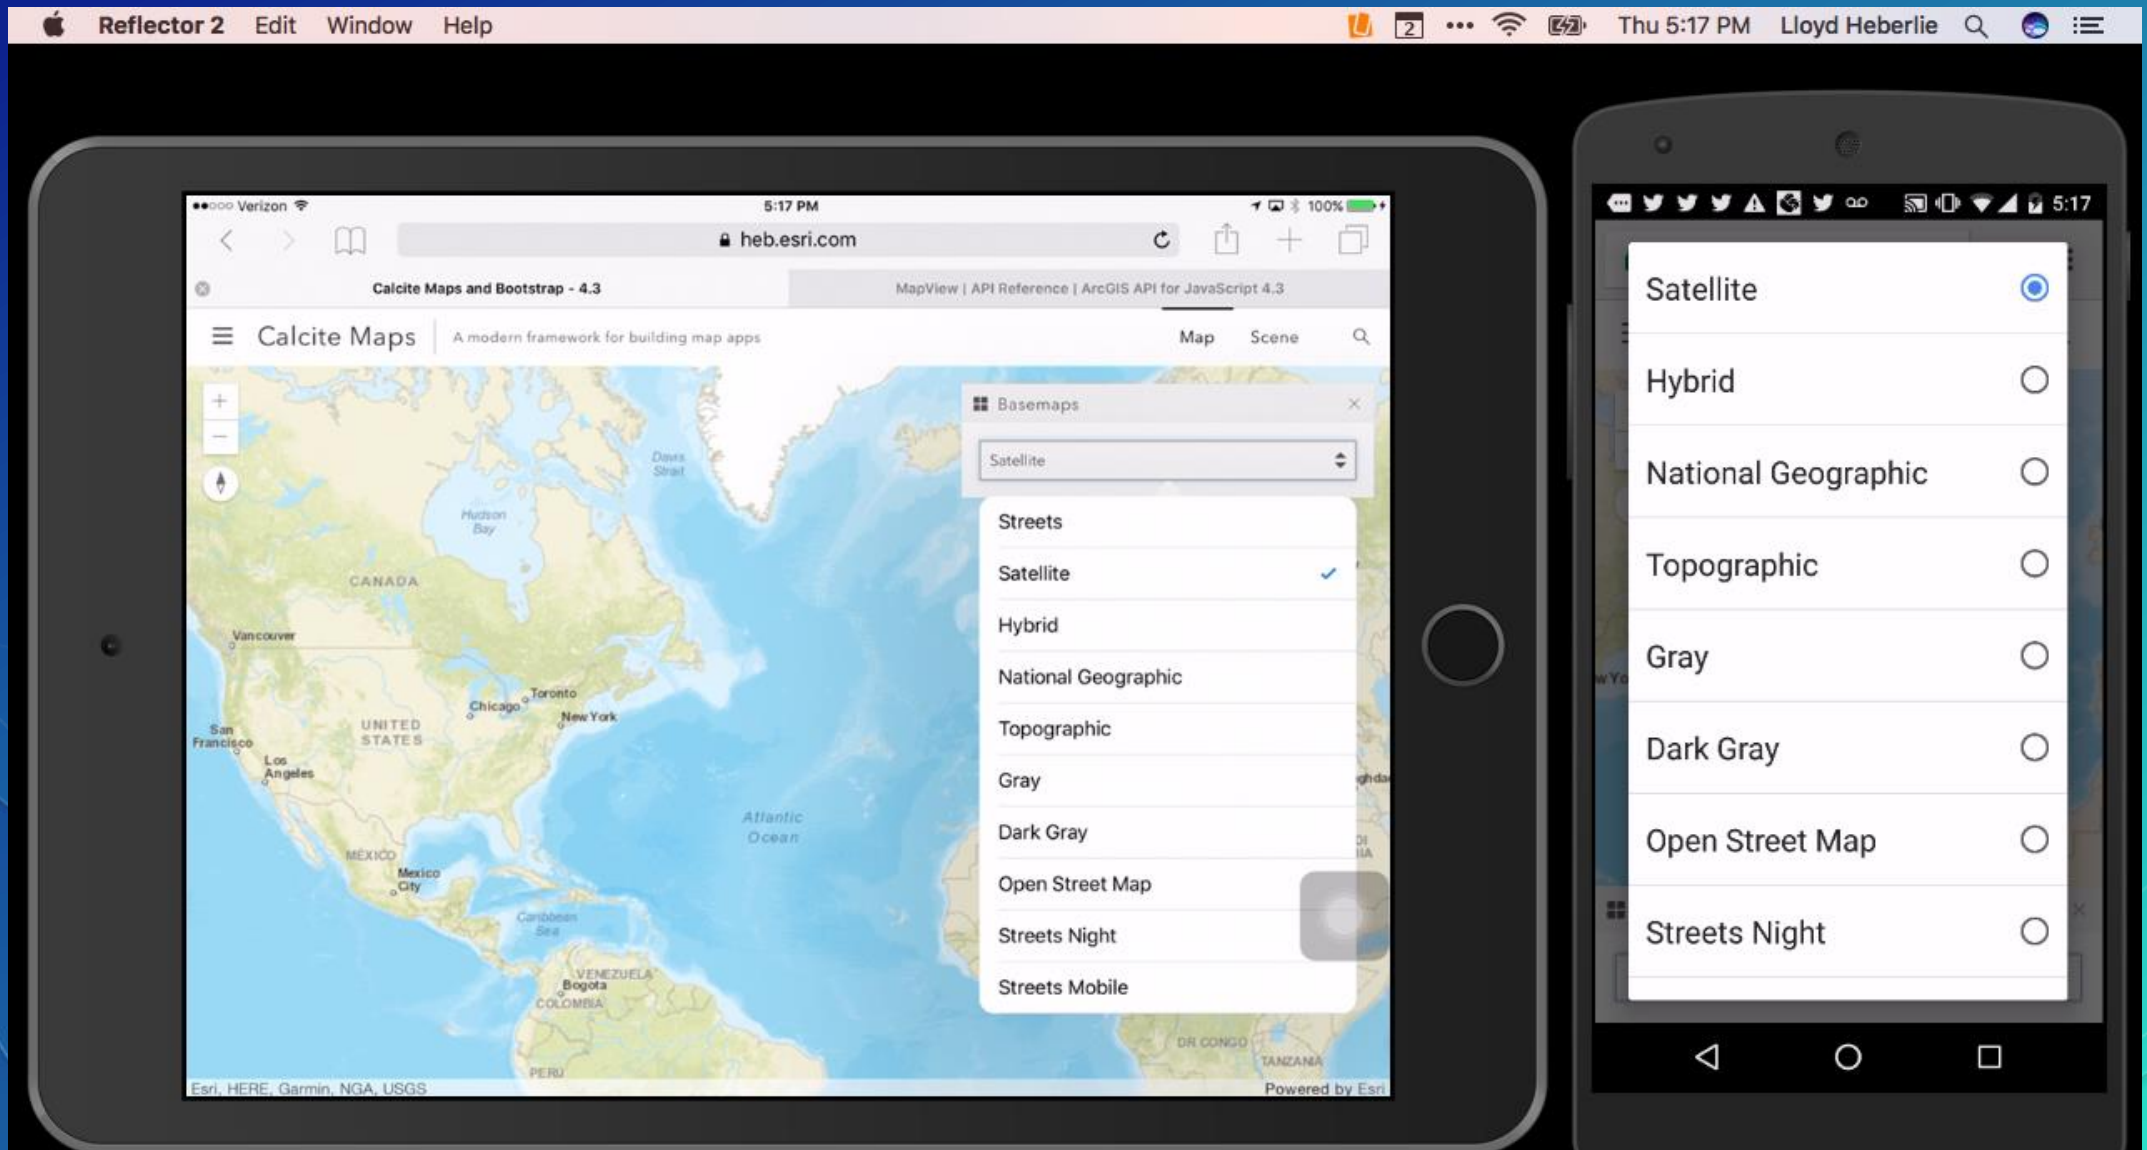 Reflector 2 Edit Window Help
2 Thu 5:17 PM Lloyd Heberlie
Verizon 5:17 PM 100%
heb.esri.com
Calcite Maps and Bootstrap - 4.3
MapView | API Reference | ArcGIS API for JavaScript 4.3
Calcite Maps A modern framework for building map apps Map Scene
Basemaps
Satellite
Streets
Satellite
Hybrid
National Geographic
Topographic
Gray
Dark Gray
Open Street Map
Streets Night
Streets Mobile
Davis
Strait
Hudson
Bay
CANADA
Vancouver
Toronto
Chicago
New York
UNITED
STATES
San
Francisco
Los
Angeles
Atlantic
Ocean
MÉXICO
Mexico
City
Caribbean
Sea
VENEZUELA
Bogota
COLOMBIA
PERU
DR CONGO
TANZANIA
Esri, HERE, Garmin, NGA, USGS
Powered by Esri
5:17
Satellite
Hybrid
National Geographic
Topographic
Gray
Dark Gray
Open Street Map
Streets Night